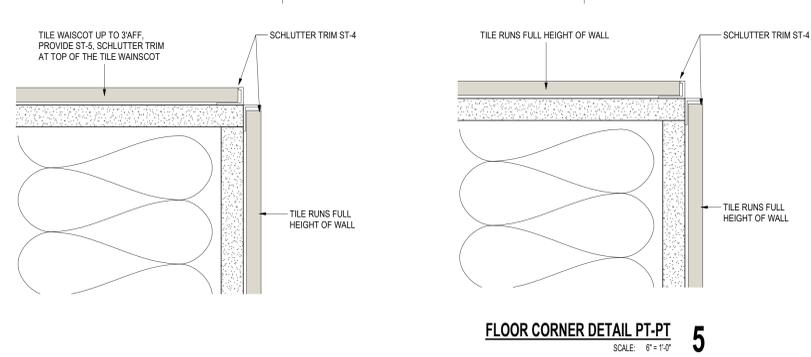 TILE WAISCOT UP TO 3'AFF,
PROVIDE ST-5, SCHLUTTER TRIM
AT TOP OF THE TILE WAINSCOT
SCHLUTTER TRIM ST-4
TILE RUNS FULL
HEIGHT OF WALL
TILE RUNS FULL HEIGHT OF WALL
SCHLUTTER TRIM ST-4
TILE RUNS FULL
HEIGHT OF WALL
FLOOR CORNER DETAIL PT-PT
5
SCALE: 6" = 1'-0"